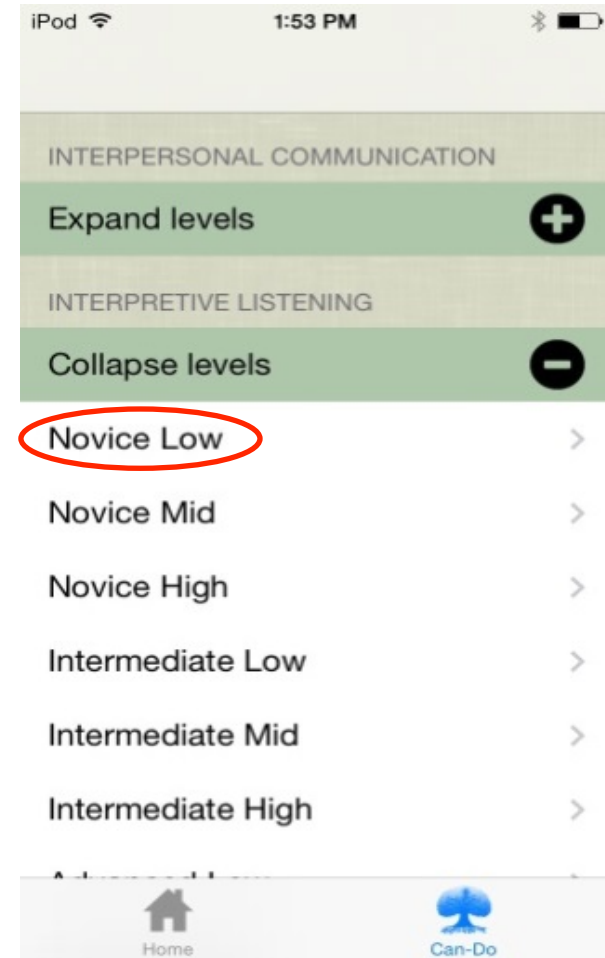 iPod 1:53 PM
INTERPERSONAL COMMUNICATION
Expand levels
INTERPRETIVE LISTENING
Collapse levels
Novice Low
Novice Mid
Novice High
Intermediate Low
Intermediate Mid
Intermediate High
Home Can-Do